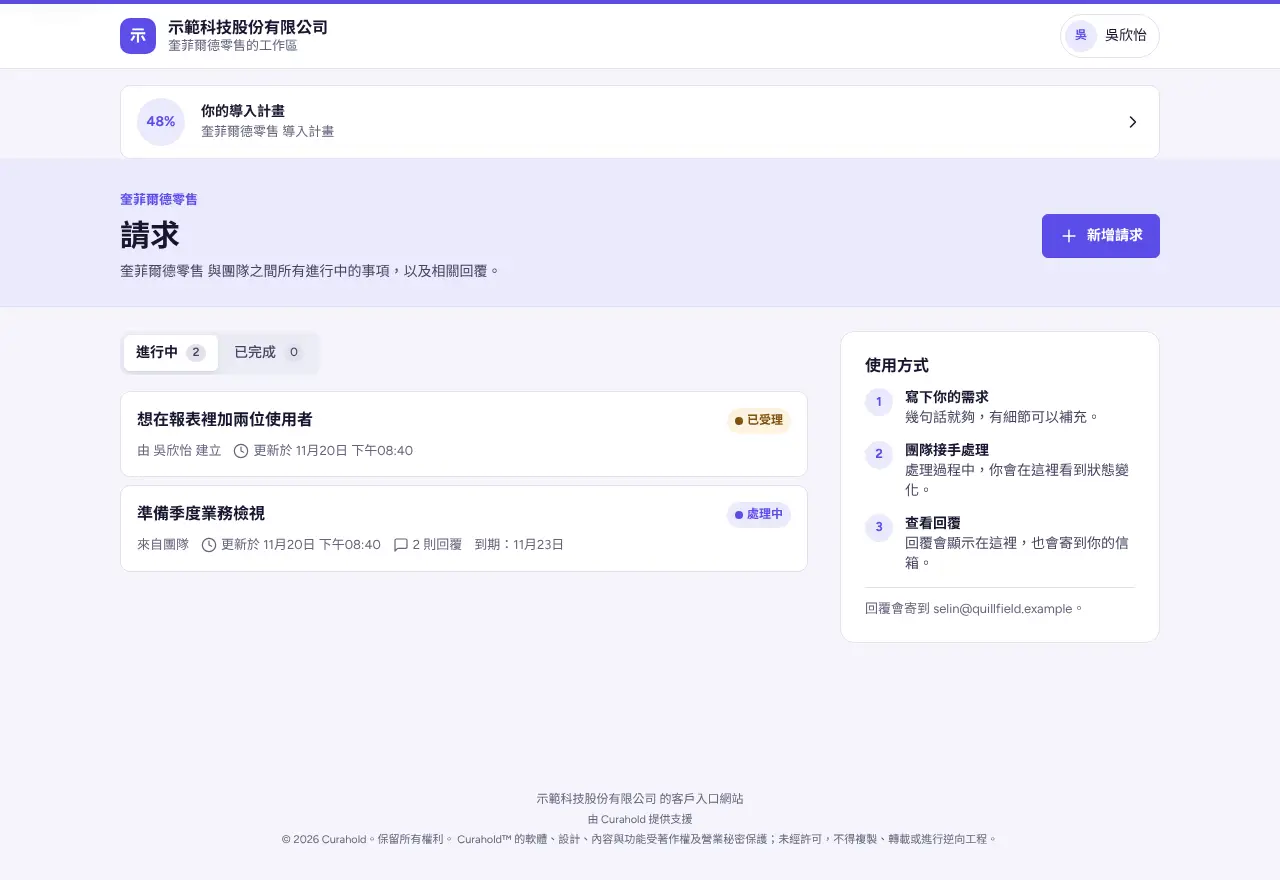 示
示範科技股份有限公司
奎菲爾德零售的工作區
吳
吳欣怡
48%
你的導入計畫
奎菲爾德零售 導入計畫
奎菲爾德零售
請求
奎菲爾德零售 與團隊之間所有進行中的事項，以及相關回覆。
新增請求
進行中 2
已完成 0
想在報表裡加兩位使用者
已受理
由 吳欣怡 建立 更新於 11月20日 下午08:40
準備季度業務檢視
處理中
來自團隊 更新於 11月20日 下午08:40 2 則回覆 到期：11月23日
使用方式
1
寫下你的需求
幾句話就夠，有細節可以補充。
2
團隊接手處理
處理過程中，你會在這裡看到狀態變
化。
3
查看回覆
回覆會顯示在這裡，也會寄到你的信
箱。
回覆會寄到 selin@quillfield.example。
示範科技股份有限公司 的客戶入口網站
由 Curahold 提供支援
© 2026 Curahold。保留所有權利。 Curahold™ 的軟體、設計、內容與功能受著作權及營業秘密保護；未經許可，不得複製、轉載或進行逆向工程。